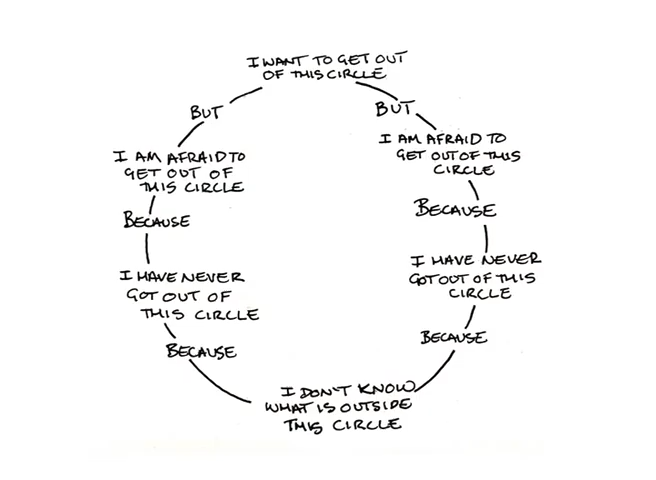 I WANT TO GET OUT
OF THIS CIRCLE
BUT
I AM AFRAID TO
GET OUT OF THIS
CIRCLE
BECAUSE
I HAVE NEVER
GOT OUT OF THIS
CIRCLE
BECAUSE
I DON'T KNOW
WHAT IS OUTSIDE
THIS CIRCLE
BECAUSE
I HAVE NEVER
GOT OUT OF
THIS CIRCLE
BECAUSE
I AM AFRAID TO
GET OUT OF
THIS CIRCLE
BUT